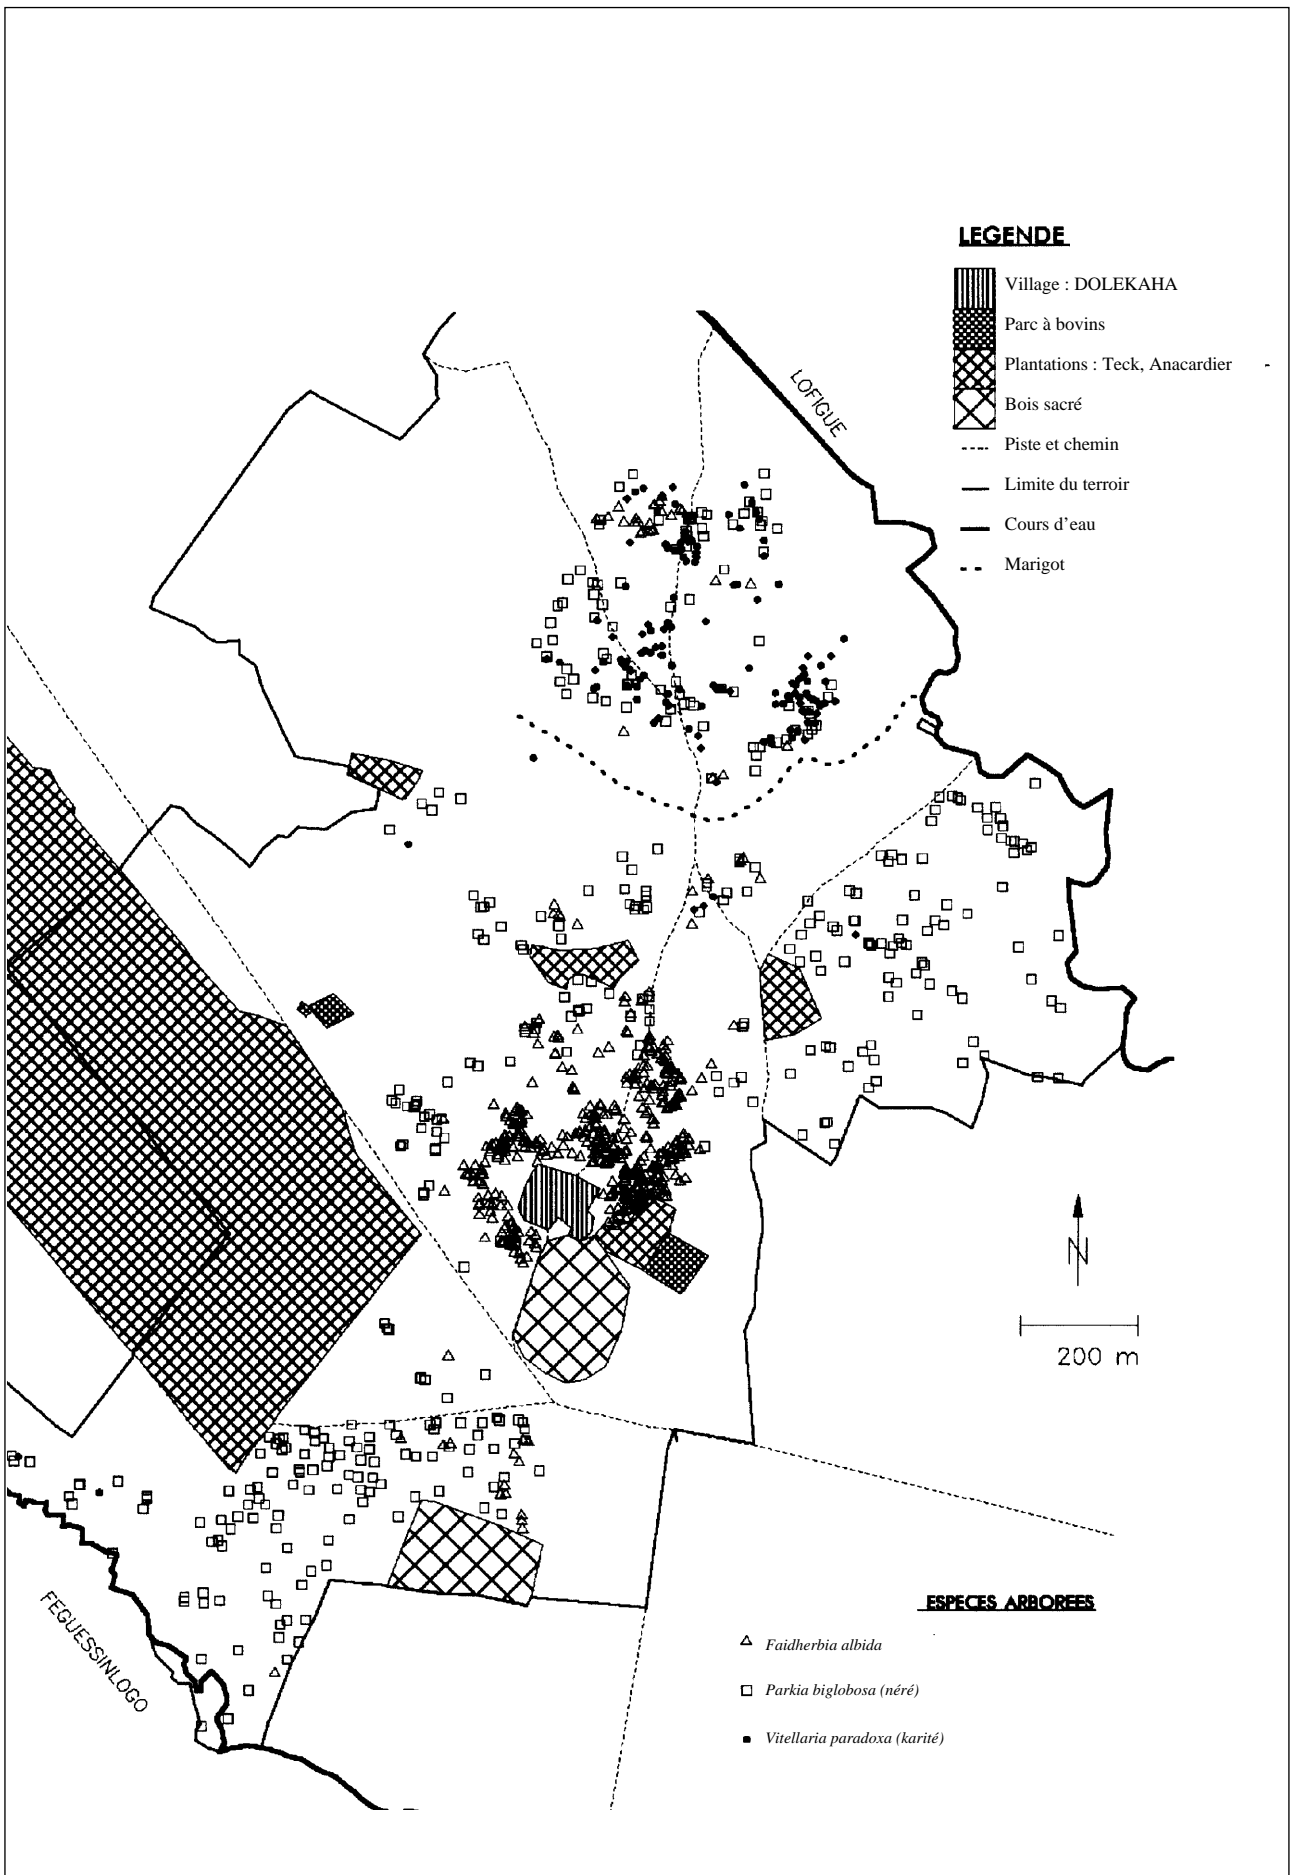 LEGENDE
Village : DOLEKAHA
Parc à bovins
Plantations : Teck, Anacardier
Bois sacré
Piste et chemin
Limite du terroir
Cours d'eau
Marigot
LOFIGUE
N
200 m
FEGUESSINLOGO
ESPECES ARBOREES
Faidherbia albida
Parkia biglobosa (néré)
Vitellaria paradoxa (karité)